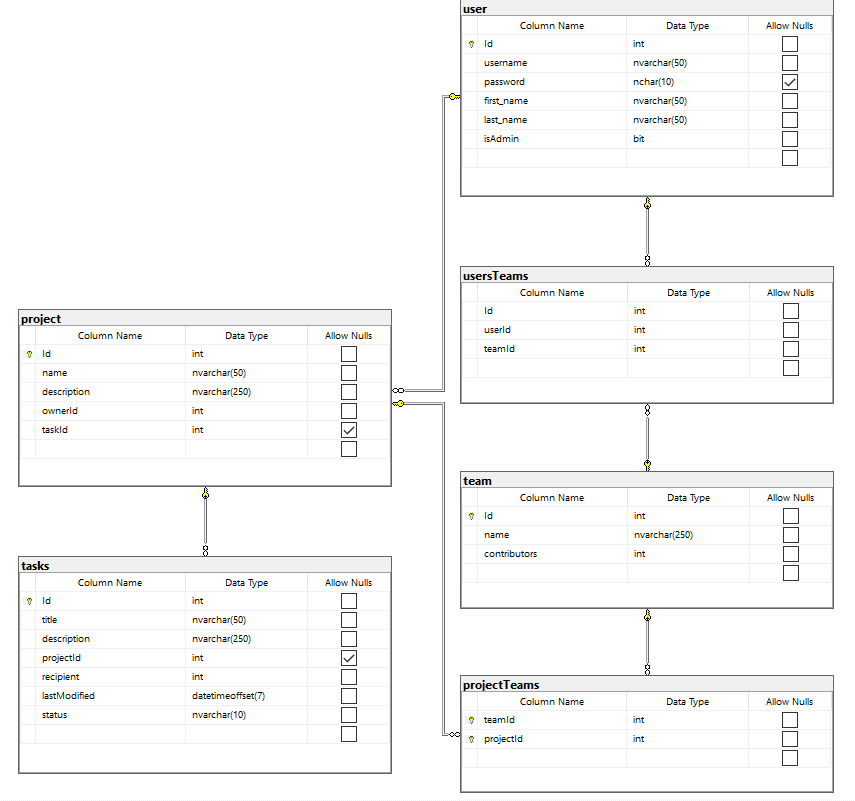 user
Column Name Data Type Allow Nulls
Id int
username nvarchar(50)
password nchar(10)
first_name nvarchar(50)
last_name nvarchar(50)
isAdmin bit
usersTeams
Column Name Data Type Allow Nulls
Id int
userId int
teamId int
project
Column Name Data Type Allow Nulls
Id int
name nvarchar(50)
description nvarchar(250)
ownerId int
taskId int
team
Column Name Data Type Allow Nulls
Id int
name nvarchar(250)
contributors int
tasks
Column Name Data Type Allow Nulls
Id int
title nvarchar(50)
description nvarchar(250)
projectId int
recipient int
lastModified datetimeoffset(7)
status nvarchar(10)
projectTeams
Column Name Data Type Allow Nulls
teamId int
projectId int